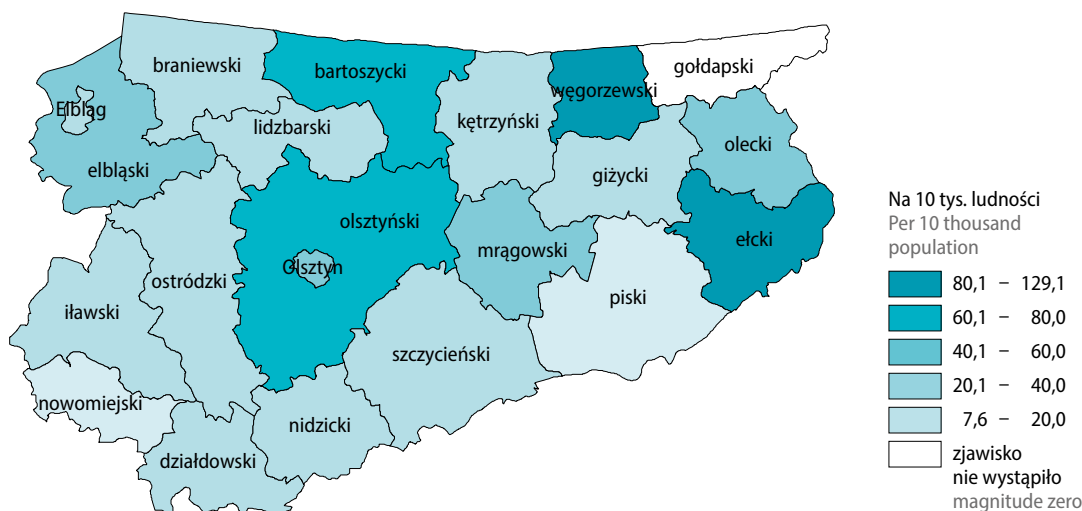 braniewski
bartoszycki
gołdapski
węgorzewski
Elbląg
lidzbarski
kętrzyński
olecki
elbląski
giżycki
olsztyński
ełcki
mrągowski
Olsztyn
ostródzki
piski
iławski
szczycieński
nowomiejski
nidzicki
działdowski
Na 10 tys. ludności
Per 10 thousand
population
80,1 – 129,1
60,1 – 80,0
40,1 – 60,0
20,1 – 40,0
7,6 – 20,0
zjawisko
nie wystąpiło
magnitude zero